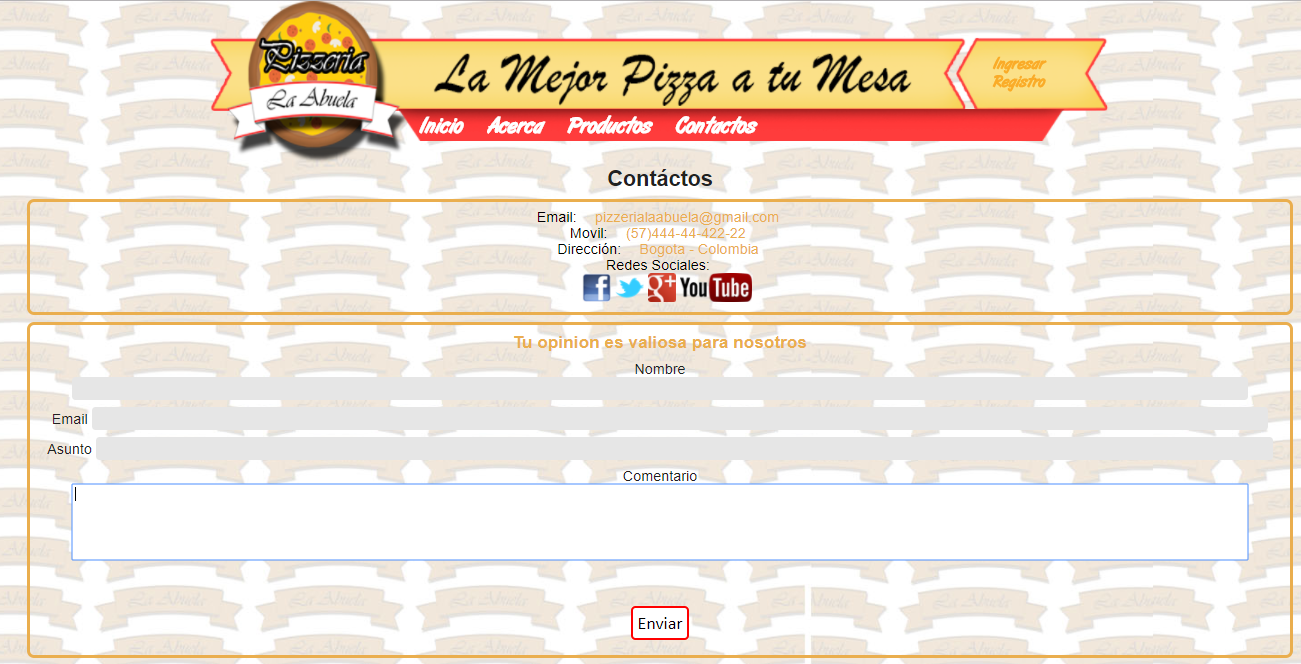 Pizzeria
La Abuela
La Mejor Pizza a tu Mesa
Ingresar
Registro
Inicio Acerca Productos Contactos
Contáctos
Email: pizzerialaabuela@gmail.com
Movil: (57)444-44-422-22
Dirección: Bogota - Colombia
Redes Sociales:
f g+ YouTube
Tu opinion es valiosa para nosotros
Nombre
Email
Asunto
Comentario
Enviar